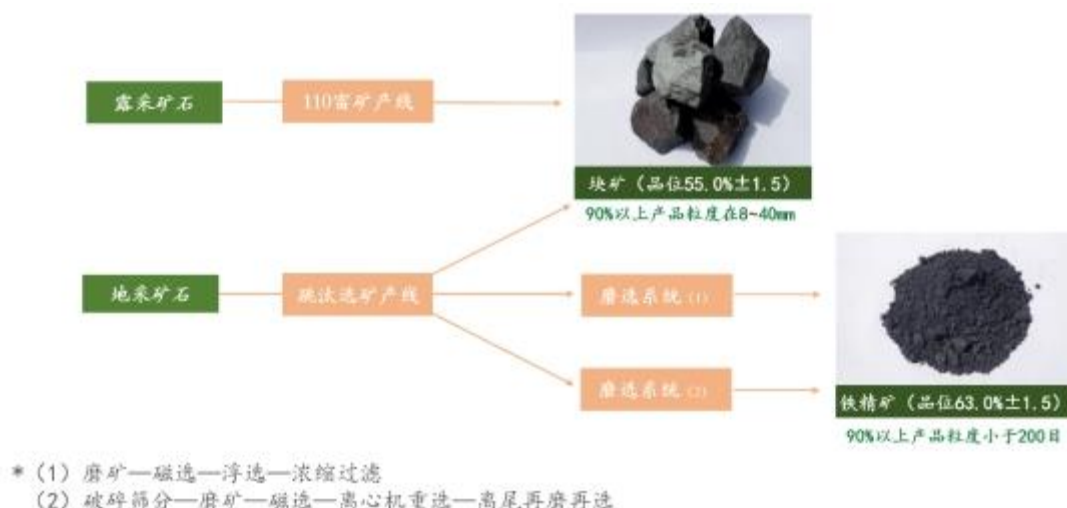 露采矿石
110富矿产线
块矿（品位55.0%±1.5）
90%以上产品粒度在8~40mm
地采矿石
跳汰选矿产线
磨选系统（1）
磨选系统（2）
铁精矿（品位63.0%±1.5）
90%以上产品粒度小于200目
*（1）磨矿—磁选—浮选—浓缩过滤
（2）破碎筛分—磨矿—磁选—离心机重选—离尾再磨再选